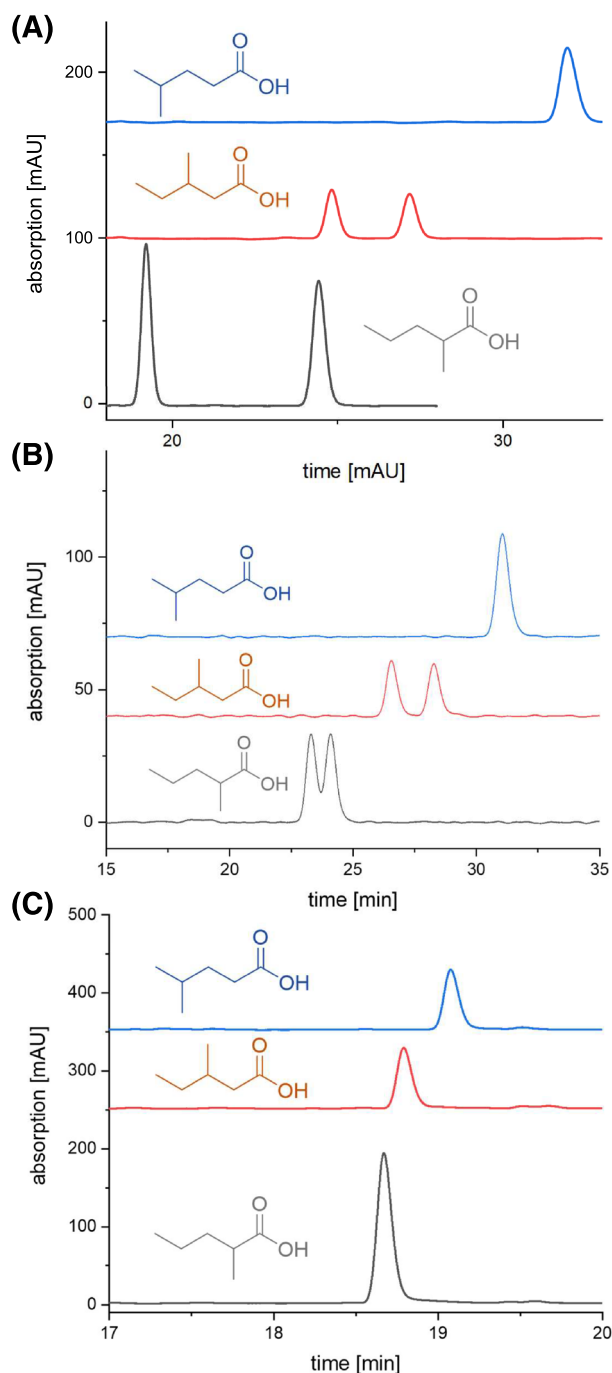 (A)
absorption [mAU]
200
100
0
O
OH
O
OH
O
OH
20
30
time [mAU]
(B)
absorption [mAU]
100
50
0
O
OH
O
OH
O
OH
15
20
25
30
35
time [min]
(C)
absorption [mAU]
500
400
300
200
100
0
O
OH
O
OH
O
OH
17
18
19
20
time [min]